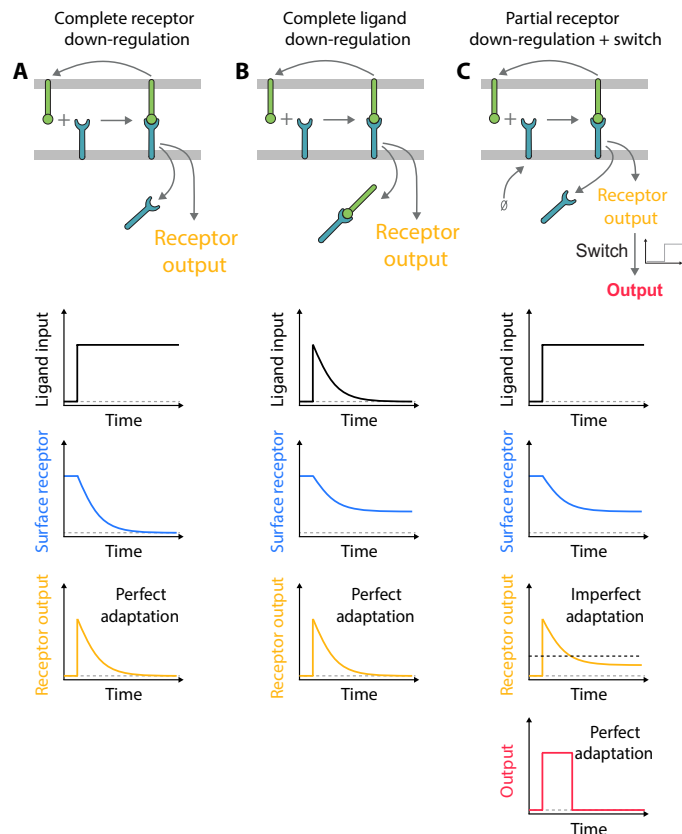 Complete receptor
down-regulation
Complete ligand
down-regulation
Partial receptor
down-regulation + switch
A
B
C
+
+
+
ø
Receptor
output
Receptor
output
Receptor
output
Switch
Output
Ligand input
Time
Ligand input
Time
Ligand input
Time
Surface receptor
Time
Surface receptor
Time
Surface receptor
Time
Receptor output
Perfect
adaptation
Time
Receptor output
Perfect
adaptation
Time
Receptor output
Imperfect
adaptation
Time
Output
Perfect
adaptation
Time